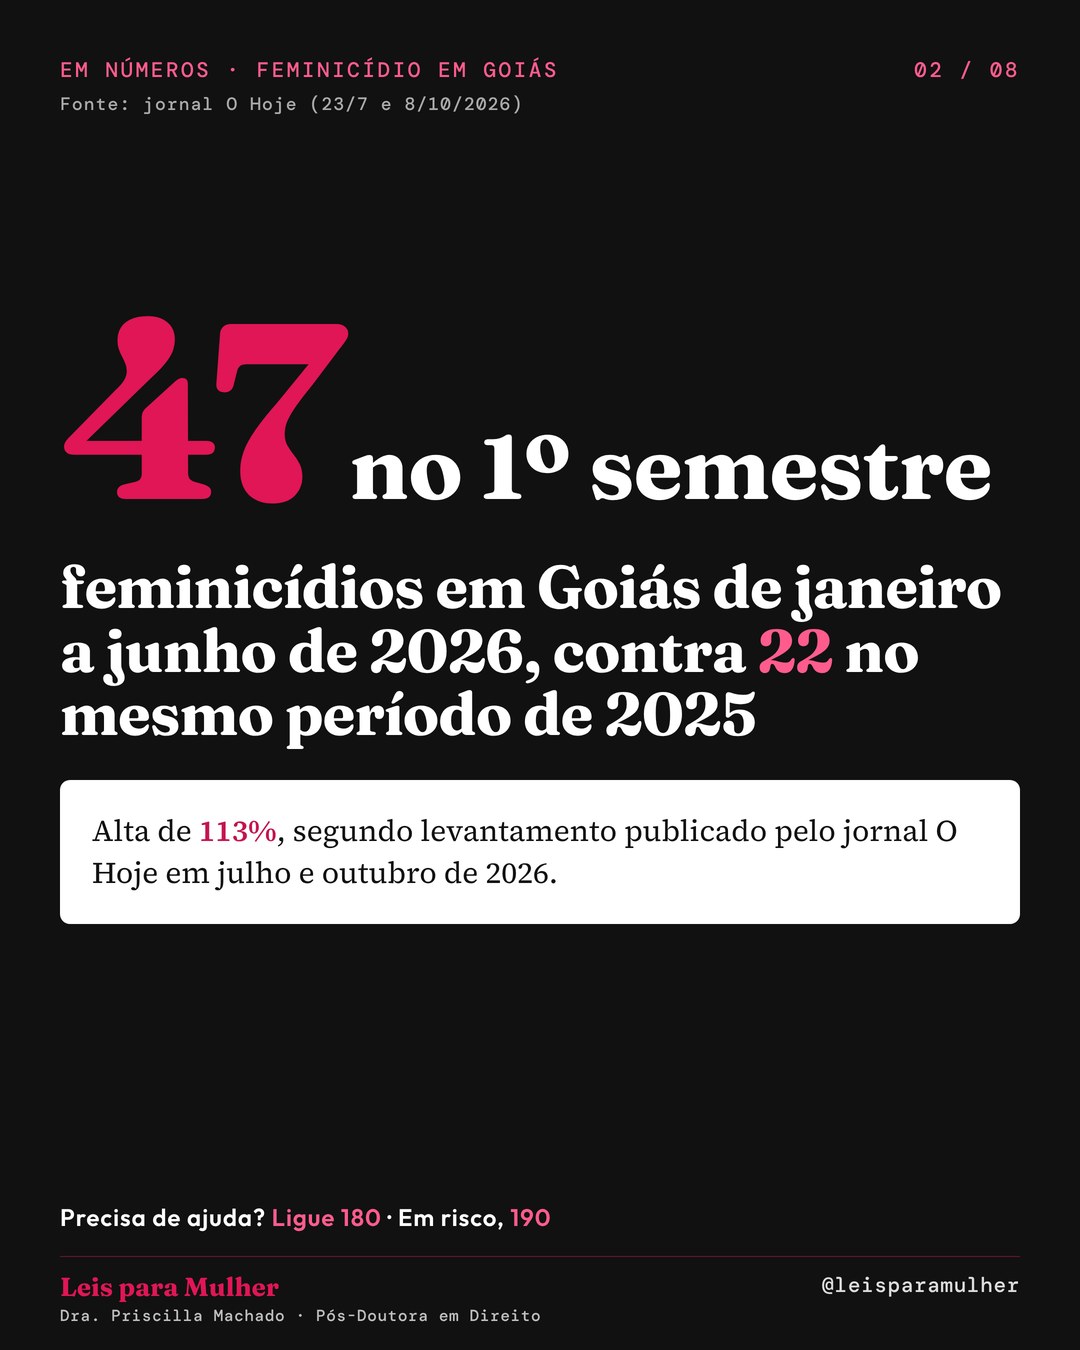 EM NÚMEROS · FEMINICÍDIO EM GOIÁS
02 / 08
Fonte: jornal O Hoje (23/7 e 8/10/2026)
47 no 1º semestre
feminicídios em Goiás de janeiro
a junho de 2026, contra 22 no
mesmo período de 2025
Alta de 113%, segundo levantamento publicado pelo jornal O
Hoje em julho e outubro de 2026.
Precisa de ajuda? Ligue 180 · Em risco, 190
Leis para Mulher
@leisparamulher
Dra. Priscilla Machado · Pós-Doutora em Direito